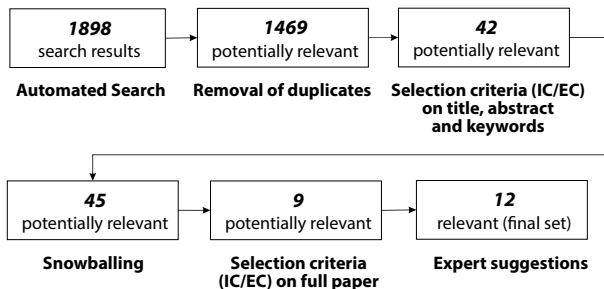 1898
search results
Automated Search
1469
potentially relevant
Removal of duplicates
42
potentially relevant
Selection criteria (IC/EC)
on title, abstract
and keywords
45
potentially relevant
Snowballing
9
potentially relevant
Selection criteria
(IC/EC) on full paper
12
relevant (final set)
Expert suggestions